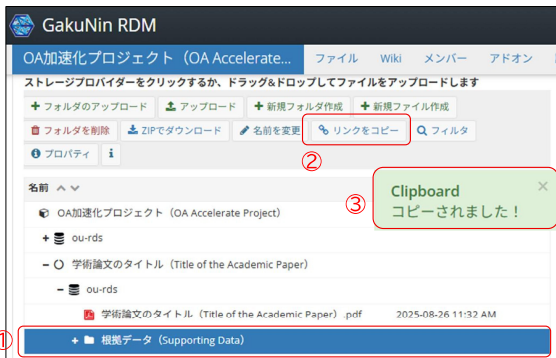 GakuNin RDM
OA加速化プロジェクト（OA Accelerate... ファイル Wiki メンバー アドオン
ストレージプロバイダーをクリックするか、ドラッグ&ドロップしてファイルをアップロードします
+ フォルダのアップロード アップロード + 新規フォルダ作成 + 新規ファイル作成
フォルダを削除 ZIPでダウンロード 名前を変更 リンクをコピー フィルタ
②
プロパティ i
名前
③
Clipboard ×
コピーされました！
OA加速化プロジェクト（OA Accelerate Project）
+ ou-rds
− 学術論文のタイトル（Title of the Academic Paper）
− ou-rds
学術論文のタイトル（Title of the Academic Paper）.pdf 2025-08-26 11:32 AM
①
+ 根拠データ（Supporting Data）